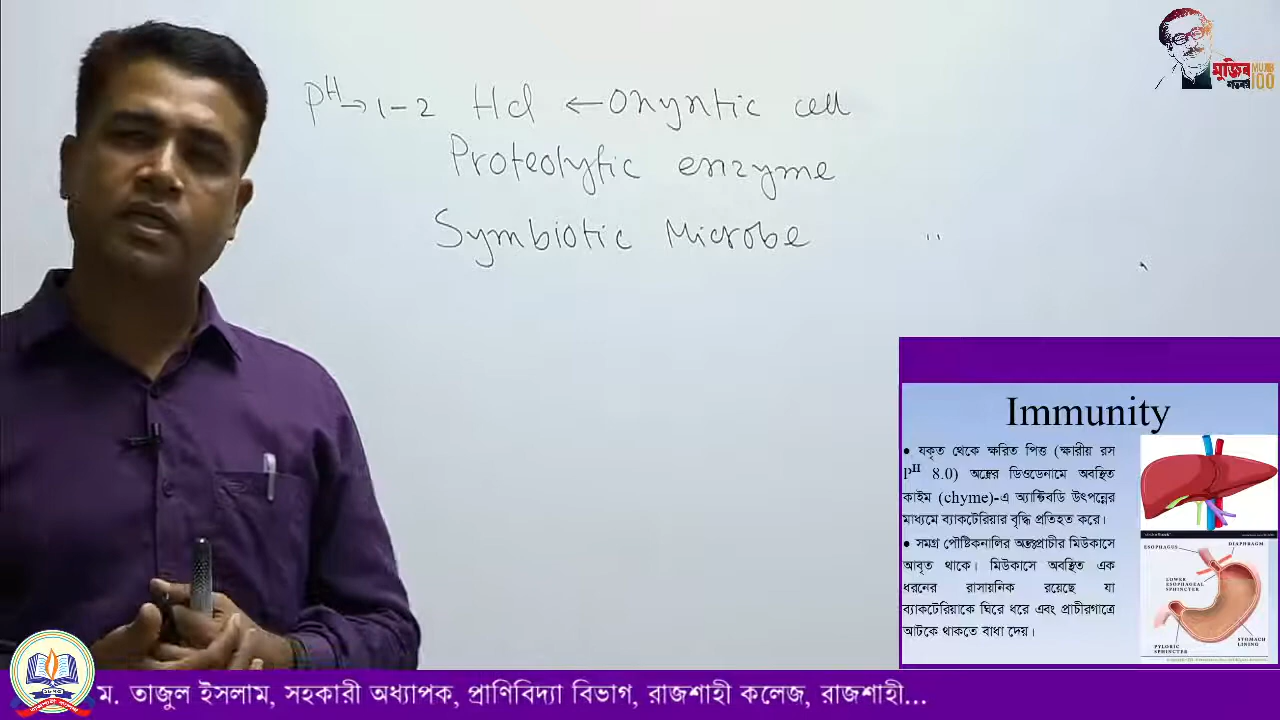 P^H→1-2 HCl ←Oxyntic cell
Proteolytic enzyme
Symbiotic Microbe
মুজিব
শতবর্ষ
MUJIB
100
Immunity
• যকৃত থেকে ক্ষরিত পিত্ত (ক্ষারীয় রস
P^H 8.0) অন্ত্রের ডিওডেনামে অবস্থিত
কাইম (chyme)-এ অ্যান্টিবডি উৎপন্নের
মাধ্যমে ব্যাকটেরিয়ার বৃদ্ধি প্রতিহত করে।
• সমগ্র পৌষ্টিকনালির অন্তঃপ্রাচীর মিউকাসে
আবৃত থাকে। মিউকাসে অবস্থিত এক
ধরনের রাসায়নিক রয়েছে যা
ব্যাকটেরিয়াকে ঘিরে ধরে এবং প্রাচীরগাত্রে
আটকে থাকতে বাধা দেয়।
ESOPHAGUS
DIAPHRAGM
LOWER
ESOPHAGEAL
SPHINCTER
STOMACH
LINING
PYLORIC
SPHINCTER
ম. তাজুল ইসলাম, সহকারী অধ্যাপক, প্রাণিবিদ্যা বিভাগ, রাজশাহী কলেজ, রাজশাহী...